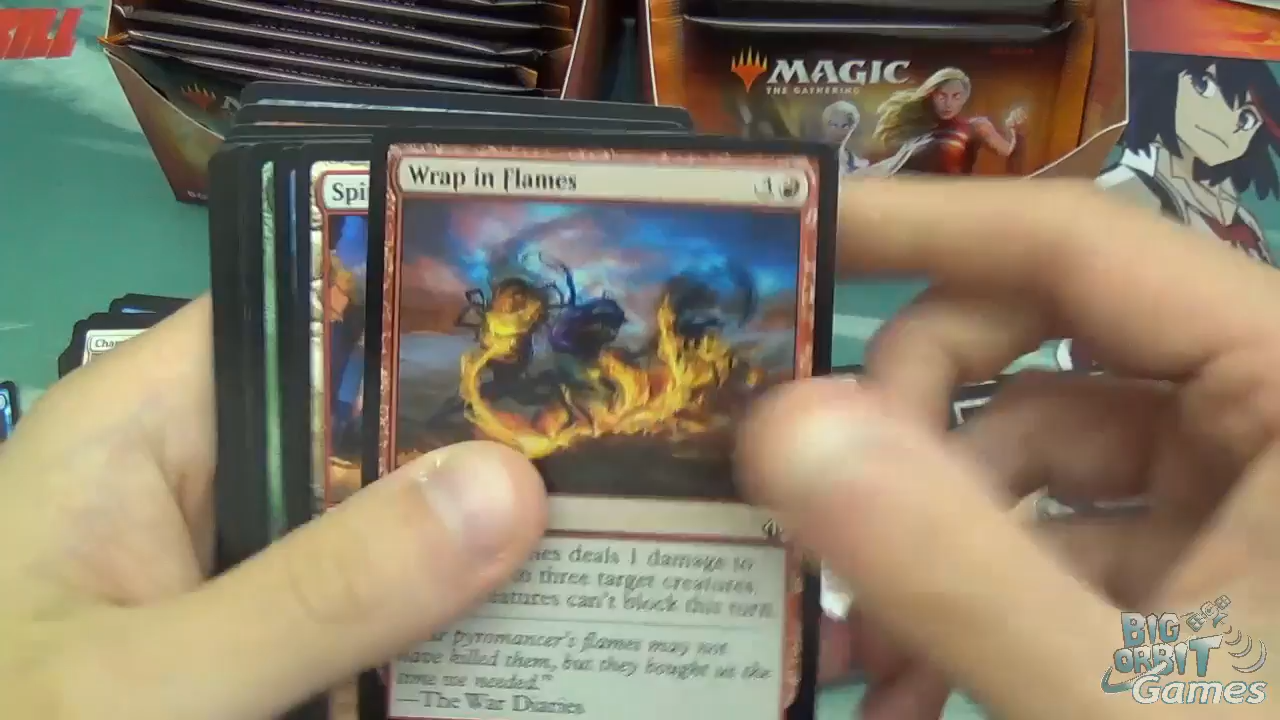 MAGIC
THE GATHERING
Wrap in Flames
Spi
Cha
deals 1 damage to
three target creatures.
can't block this turn.
pyromancer's flames may not
have killed them, but they bought us the
time we needed."
—The War Diaries
BIG
ORBIT
Games